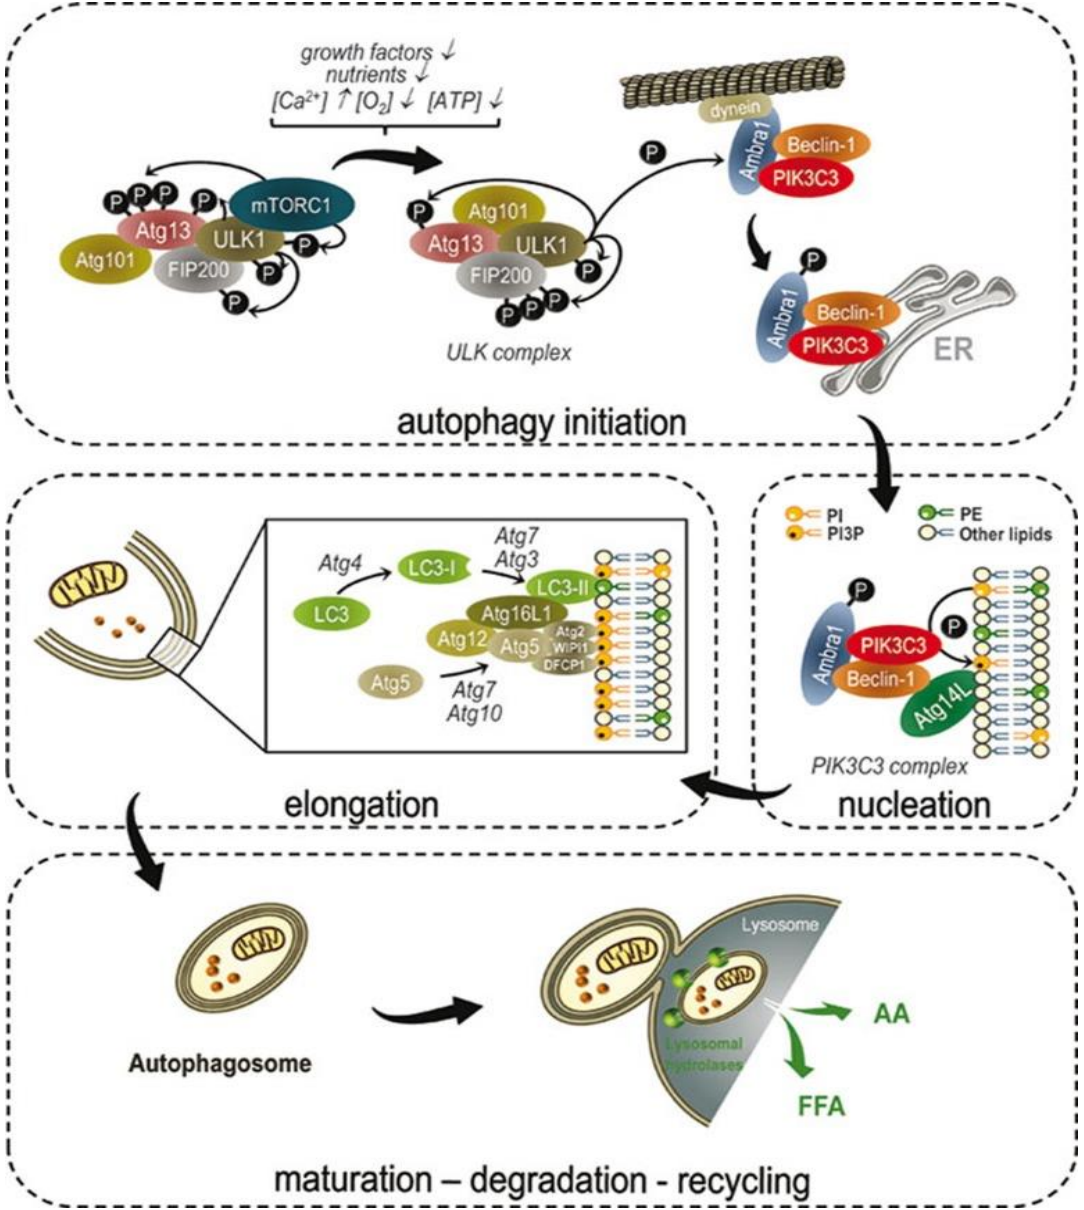 growth factors ↓
nutrients ↓
[Ca²⁺] ↑ [O₂] ↓ [ATP] ↓
P P P P
mTORC1
Atg13
ULK1
P
Atg101
FIP200
P
P
P
Atg101
Atg13
ULK1
FIP200
P
P P P
ULK complex
P
dynein
Ambra1
Beclin-1
PIK3C3
P
Ambra1
Beclin-1
PIK3C3
ER
autophagy initiation
Atg4
LC3
LC3-I
Atg7
Atg3
LC3-II
Atg16L1
Atg12
Atg5
Atg2
WIPI1
DFCP1
Atg5
Atg7
Atg10
elongation
PI
PI3P
PE
Other lipids
P
Ambra1
PIK3C3
Beclin-1
P
Atg14L
PIK3C3 complex
nucleation
Autophagosome
Lysosome
Lysosomal
hydrolases
AA
FFA
maturation – degradation - recycling